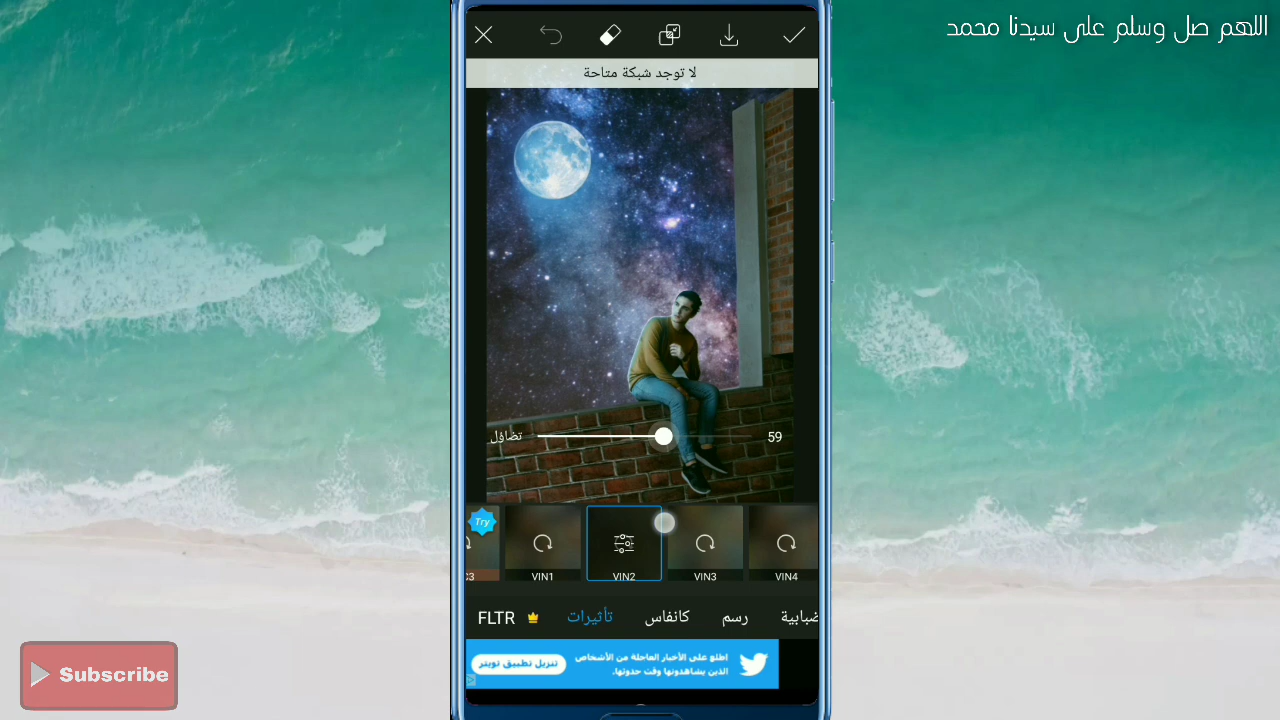 اللهم صل وسلم على سيدنا محمد
لا توجد شبكة متاحة
تضاؤل
59
Try
C3
VIN1
VIN2
VIN3
VIN4
FLTR
تأثيرات
كانفاس
رسم
ضبابية
اطلع على الأخبار العاجلة من الأشخاص
الذين يشاهدونها وقت حدوثها.
تنزيل تطبيق تويتر
Subscribe